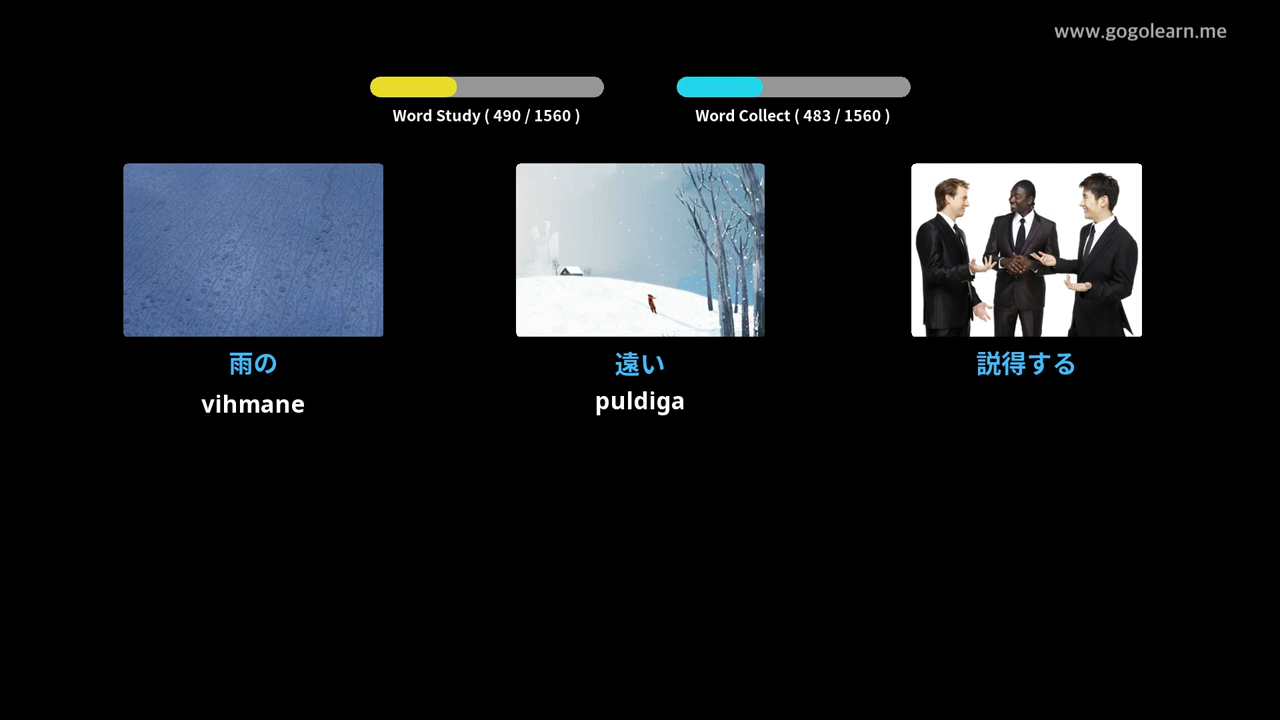 www.gogolearn.me
Word Study ( 490 / 1560 )
Word Collect ( 483 / 1560 )
雨の
遠い
説得する
vihmane
puldiga